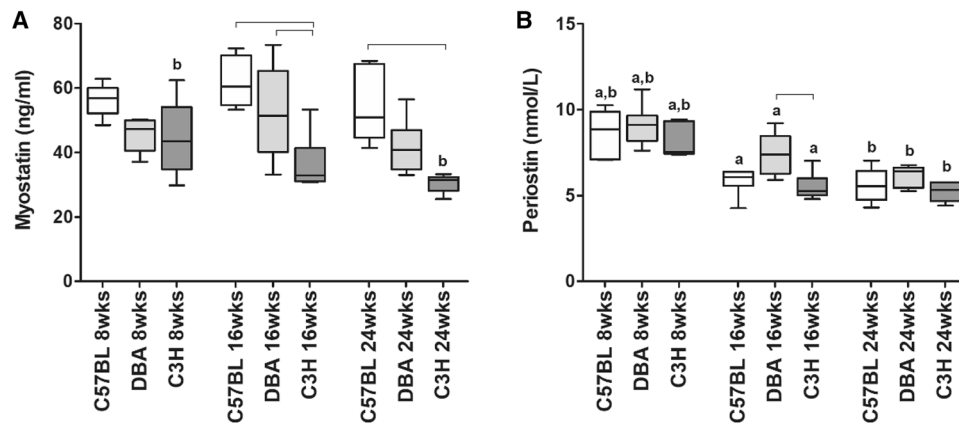 A
Myostatin (ng/ml)
80
60
40
20
0
b
b
C57BL 8wks
DBA 8wks
C3H 8wks
C57BL 16wks
DBA 16wks
C3H 16wks
C57BL 24wks
DBA 24wks
C3H 24wks
B
Periostin (nmol/L)
15
10
5
0
a,b
a,b
a,b
a
a
a
b
b
b
C57BL 8wks
DBA 8wks
C3H 8wks
C57BL 16wks
DBA 16wks
C3H 16wks
C57BL 24wks
DBA 24wks
C3H 24wks